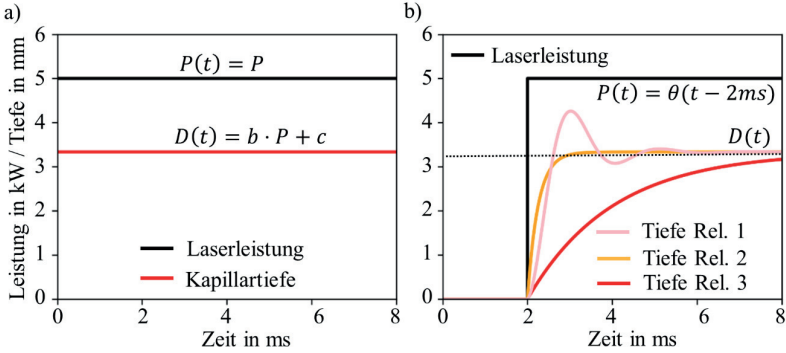 a)
Leistung in kW / Tiefe in mm
6
5
4
3
2
1
0
P(t) = P
D(t) = b · P + c
Laserleistung
Kapillartiefe
0 2 4 6 8
Zeit in ms
b)
6
5
4
3
2
1
0
Laserleistung
P(t) = θ(t − 2ms)
D(t)
Tiefe Rel. 1
Tiefe Rel. 2
Tiefe Rel. 3
0 2 4 6 8
Zeit in ms